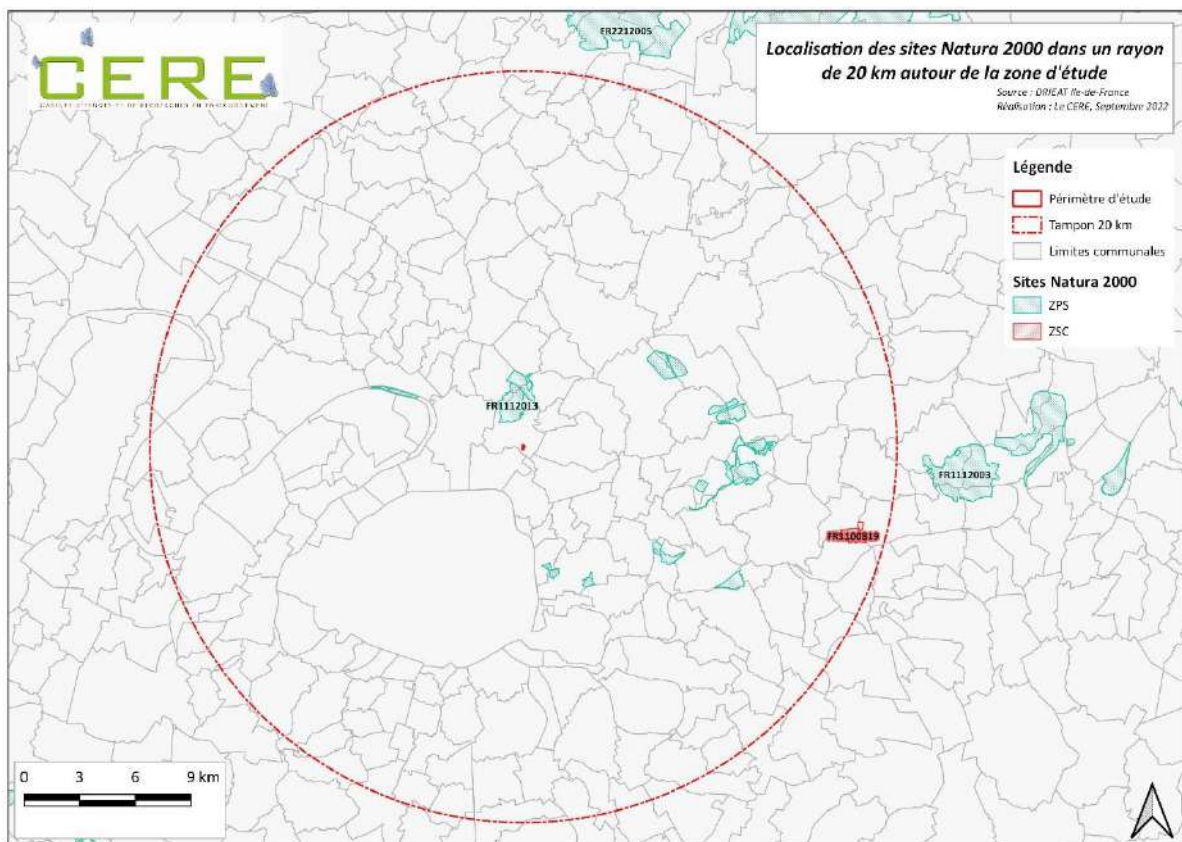 FR2212005
CERE
Localisation des sites Natura 2000 dans un rayon
de 20 km autour de la zone d'étude
Source : DRIEAT Ile-de-France
Réalisation : Le CERE, Septembre 2022
Légende
Périmètre d'étude
Tampon 20 km
Limites communales
Sites Natura 2000
ZPS
ZSC
FR1112013
FR1112003
FR1100819
0 3 6 9 km